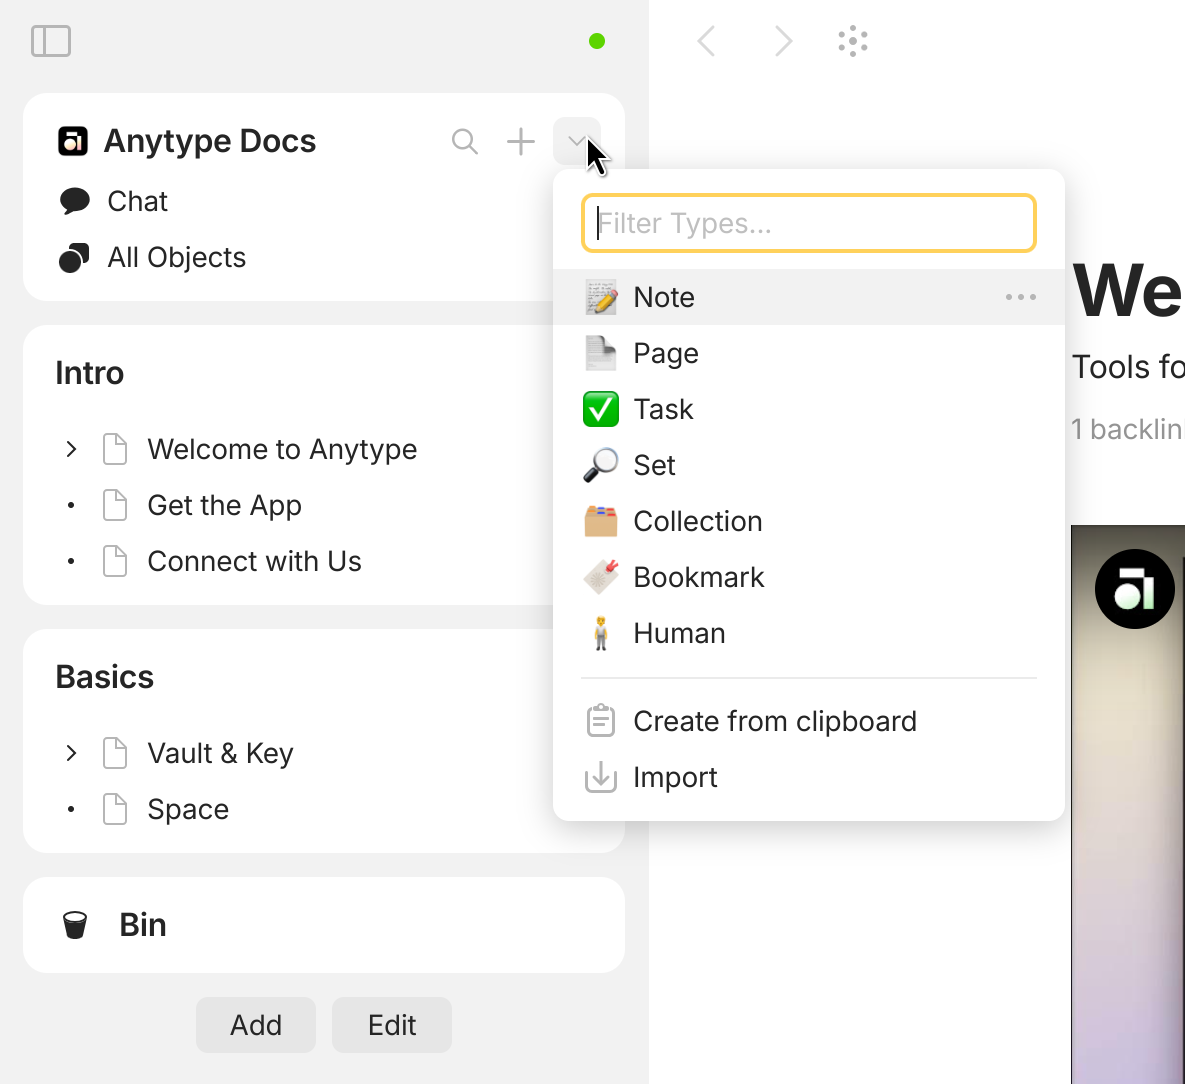 Anytype Docs
Chat
All Objects
Intro
Welcome to Anytype
Get the App
Connect with Us
Basics
Vault & Key
Space
Bin
Add
Edit
Filter Types...
Note
Page
Task
Set
Collection
Bookmark
Human
Create from clipboard
Import
We
Tools fo
1 backlin